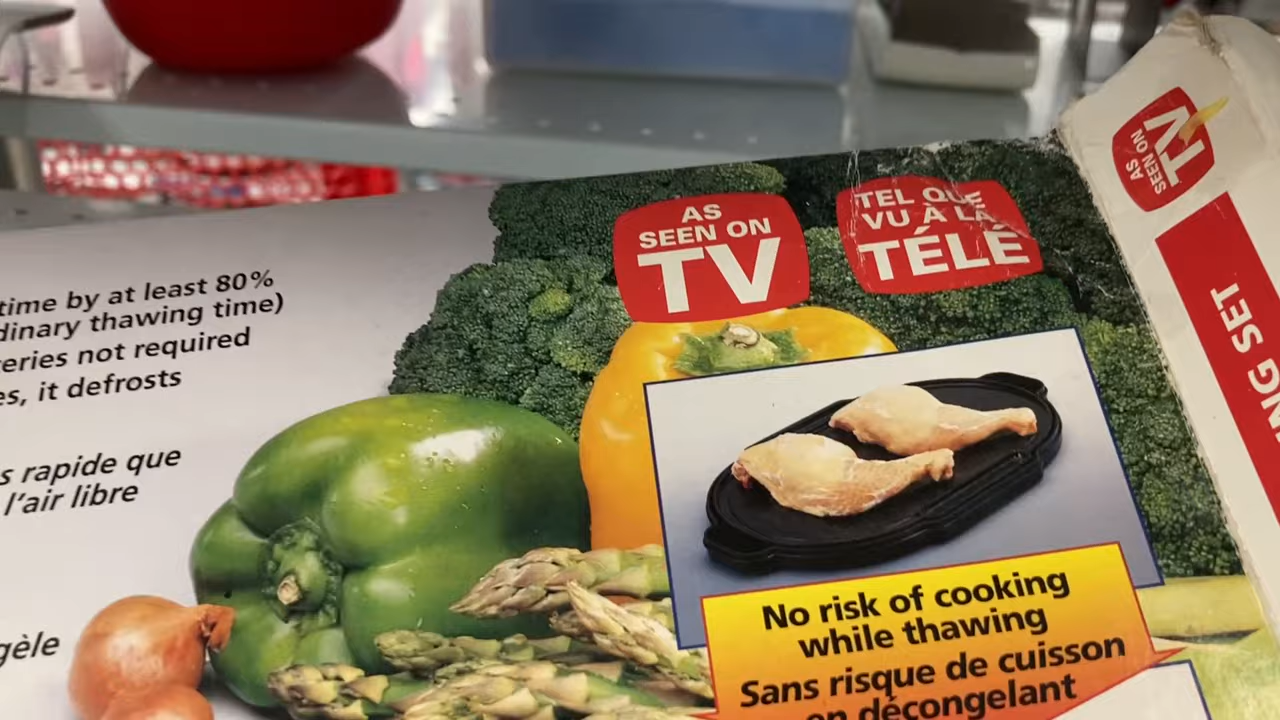 time by at least 80%
dinary thawing time)
eries not required
es, it defrosts
s rapide que
l'air libre
gèle
AS
SEEN ON
TV
TEL QUE
VU À LA
TÉLÉ
No risk of cooking
while thawing
Sans risque de cuisson
en décongelant
AS
SEEN ON
TV
NG SET